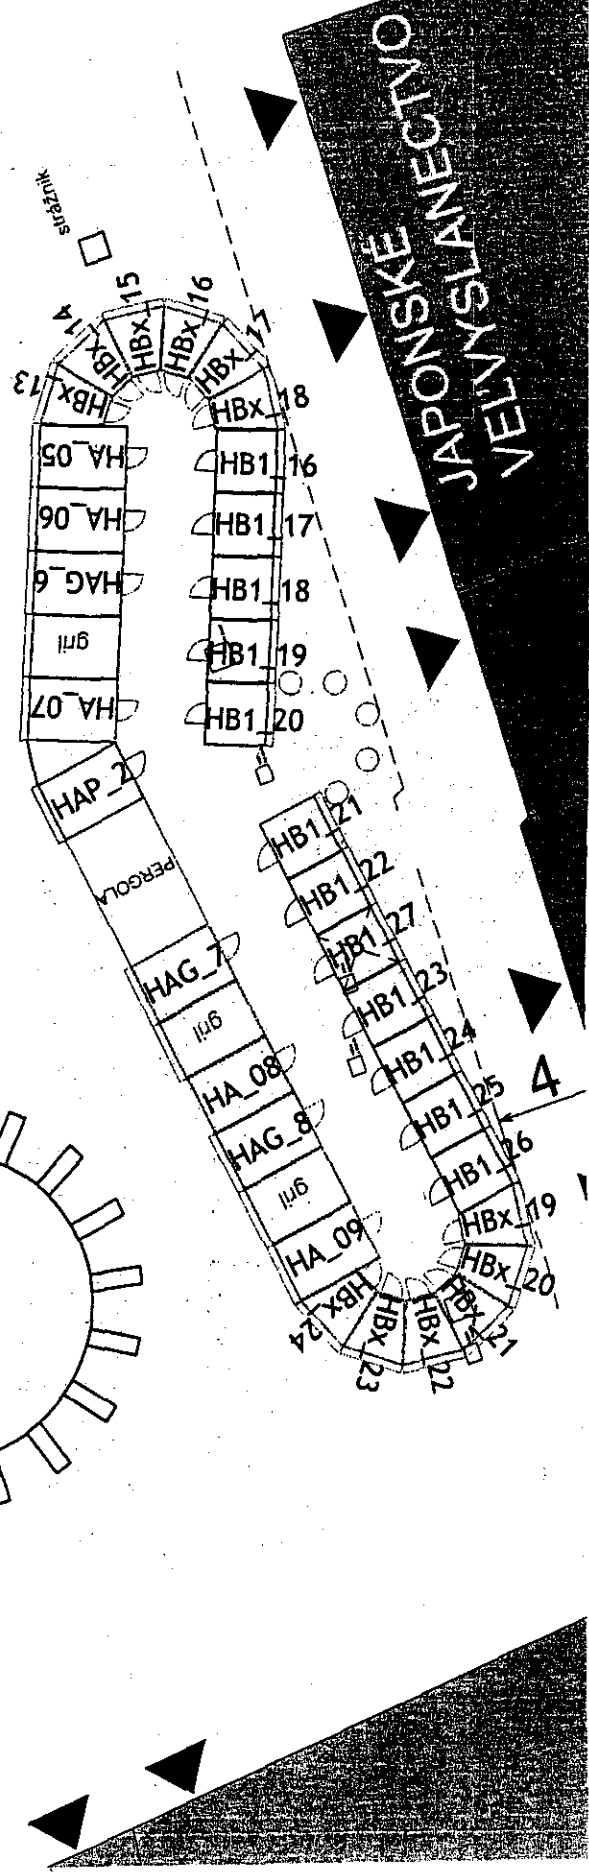 JAPONSKÉ
VEĽVYSLANECTVO
strážnik
HBx_13
HBx_14
HBx_15
HBx_16
HBx_17
HBx_18
HA_05
HA_06
HAG_6
gril
HA_07
HAP_2
PERGOLA
HAG_7
gril
HA_08
HAG_8
gril
HA_09
HB1_16
HB1_17
HB1_18
HB1_19
HB1_20
HB1_21
HB1_22
HB1_27
HB1_23
HB1_24
HB1_25
HB1_26
4
HBx_19
HBx_20
HBx_21
HBx_22
HBx_23
HBx_24